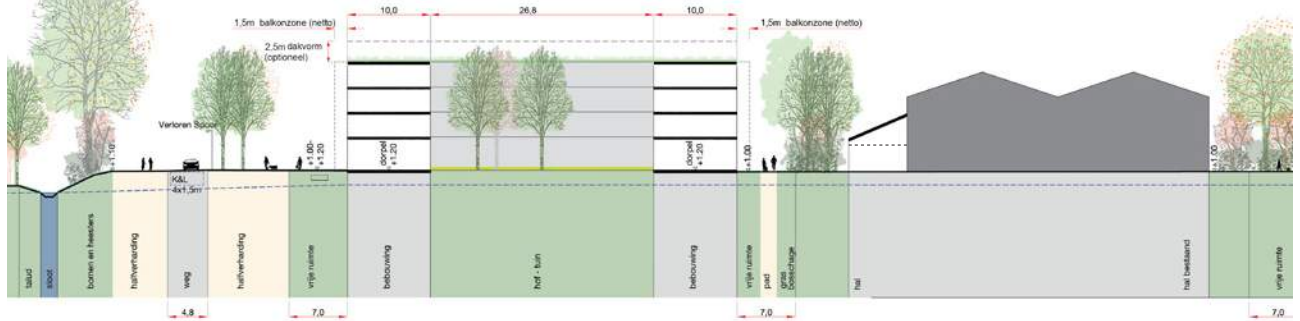 10,0
26,8
10,0
1,5m balkonzone (netto)
1,5m balkonzone (netto)
2,5m dakvorm
(optioneel)
Verloren Spoor
+1.10
+1.00
+1.20
dorpel
+1.20
dorpel
+1.20
+1.00
+1.00
K&L
4x1,5m
talud
sloot
bomen en heesters
halfverharding
weg
halfverharding
vrije ruimte
bebouwing
hof - tuin
bebouwing
vrije ruimte
pad
gras
bosschage
hal
hal bestaand
vrije ruimte
4,8
7,0
7,0
7,0